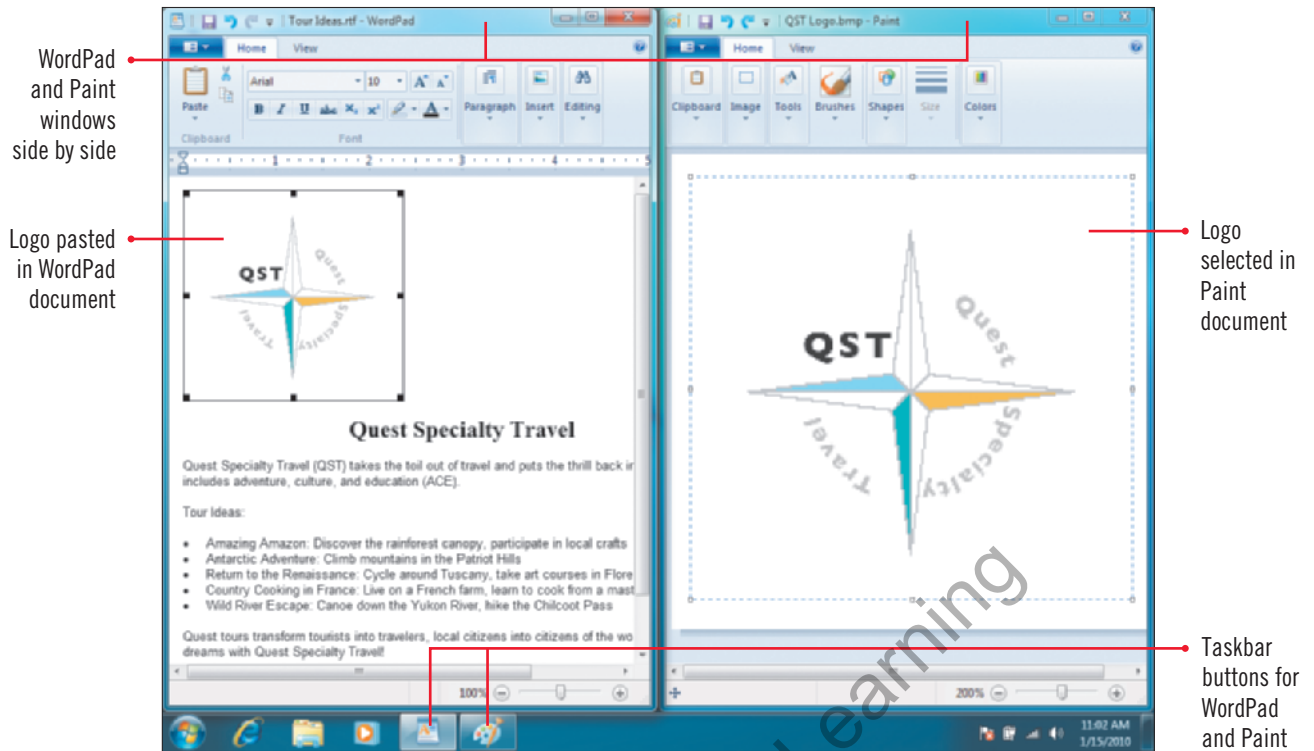 WordPad
and Paint
windows
side by side
Logo pasted
in WordPad
document
Tour Ideas.rtf - WordPad
Home View
Arial 10
Paste
B I U abc X₂ x² A
Paragraph Insert Editing
Clipboard Font
1 2 3 4 5
QST
Quest
Specialty
Travel
Quest Specialty Travel
Quest Specialty Travel (QST) takes the toil out of travel and puts the thrill back in
includes adventure, culture, and education (ACE).
Tour Ideas:
• Amazing Amazon: Discover the rainforest canopy, participate in local crafts
• Antarctic Adventure: Climb mountains in the Patriot Hills
• Return to the Renaissance: Cycle around Tuscany, take art courses in Flore
• Country Cooking in France: Live on a French farm, learn to cook from a mast
• Wild River Escape: Canoe down the Yukon River, hike the Chilcoot Pass
Quest tours transform tourists into travelers, local citizens into citizens of the wo
dreams with Quest Specialty Travel!
100%
QST Logo.bmp - Paint
Home View
Clipboard Image Tools Brushes Shapes Size Colors
QST
Quest
Specialty
Travel
200%
11:02 AM
1/15/2010
Logo
selected in
Paint
document
Taskbar
buttons for
WordPad
and Paint
Learning